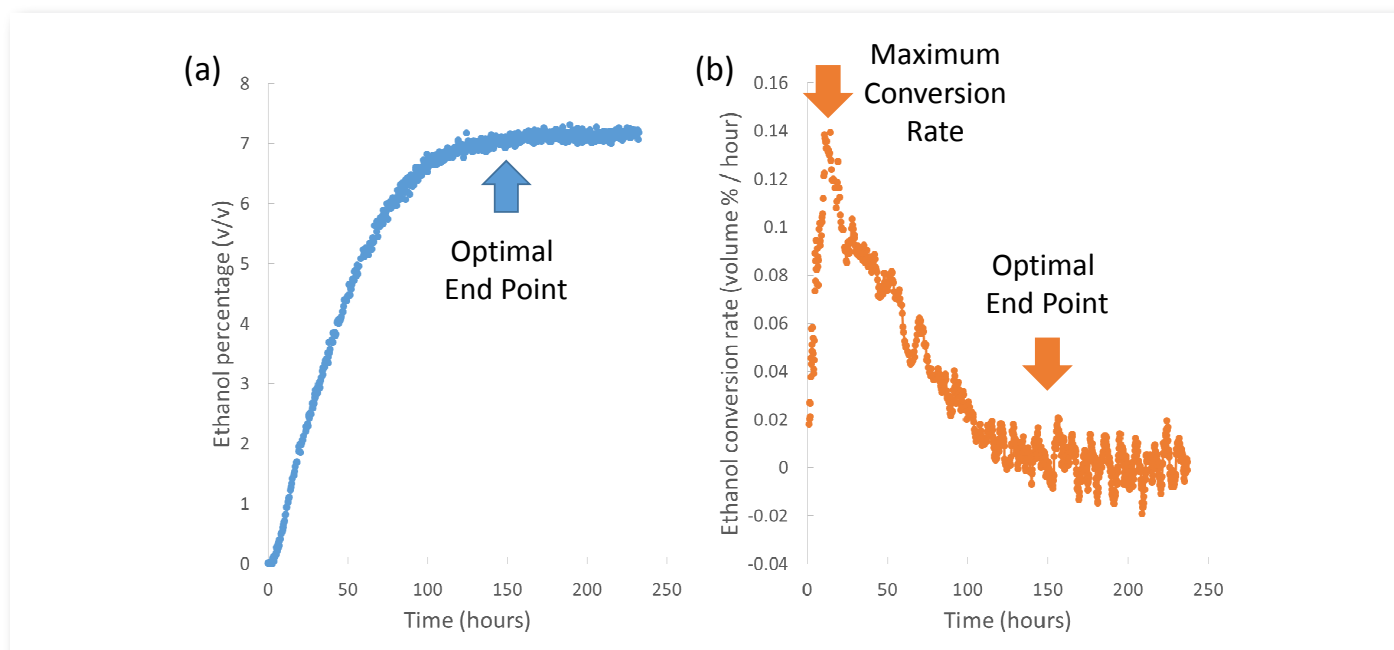 (a)
8
7
6
5
4
3
2
1
0
Ethanol percentage (v/v)
Optimal
End Point
0 50 100 150 200 250
Time (hours)
(b)
Maximum
Conversion
Rate
0.16
0.14
0.12
0.1
0.08
0.06
0.04
0.02
0
-0.02
-0.04
Ethanol conversion rate (volume % / hour)
Optimal
End Point
0 50 100 150 200 250
Time (hours)